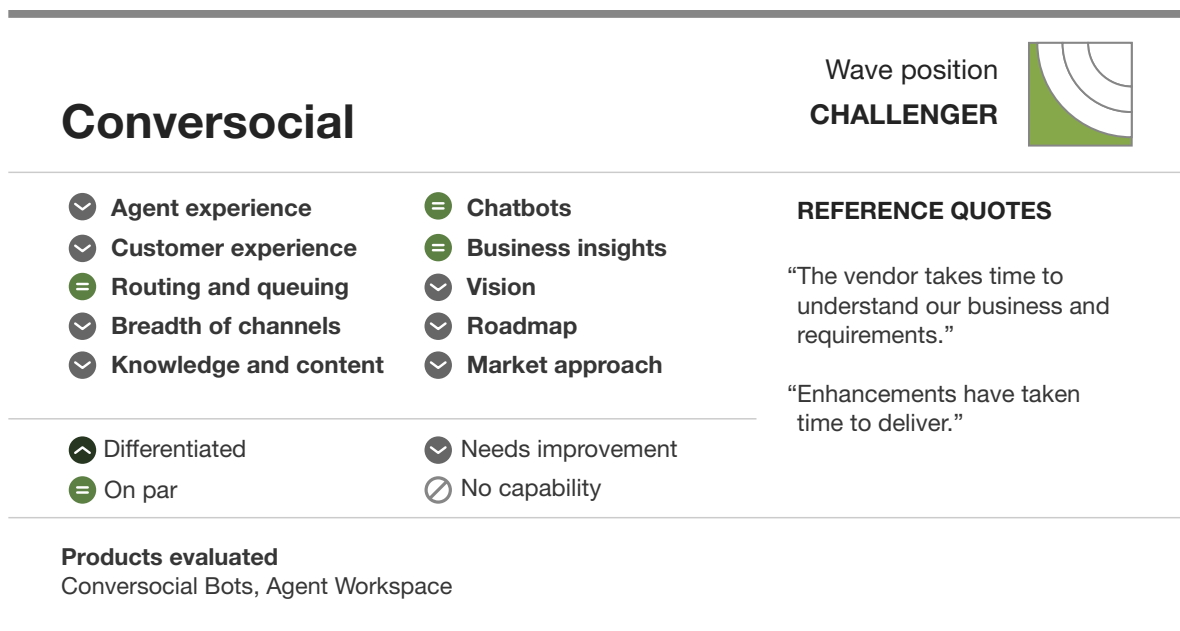 Wave position
CHALLENGER
Conversocial
Agent experience
Customer experience
Routing and queuing
Breadth of channels
Knowledge and content
Chatbots
Business insights
Vision
Roadmap
Market approach
Differentiated
On par
Needs improvement
No capability
REFERENCE QUOTES
“The vendor takes time to
understand our business and
requirements.”
“Enhancements have taken
time to deliver.”
Products evaluated
Conversocial Bots, Agent Workspace